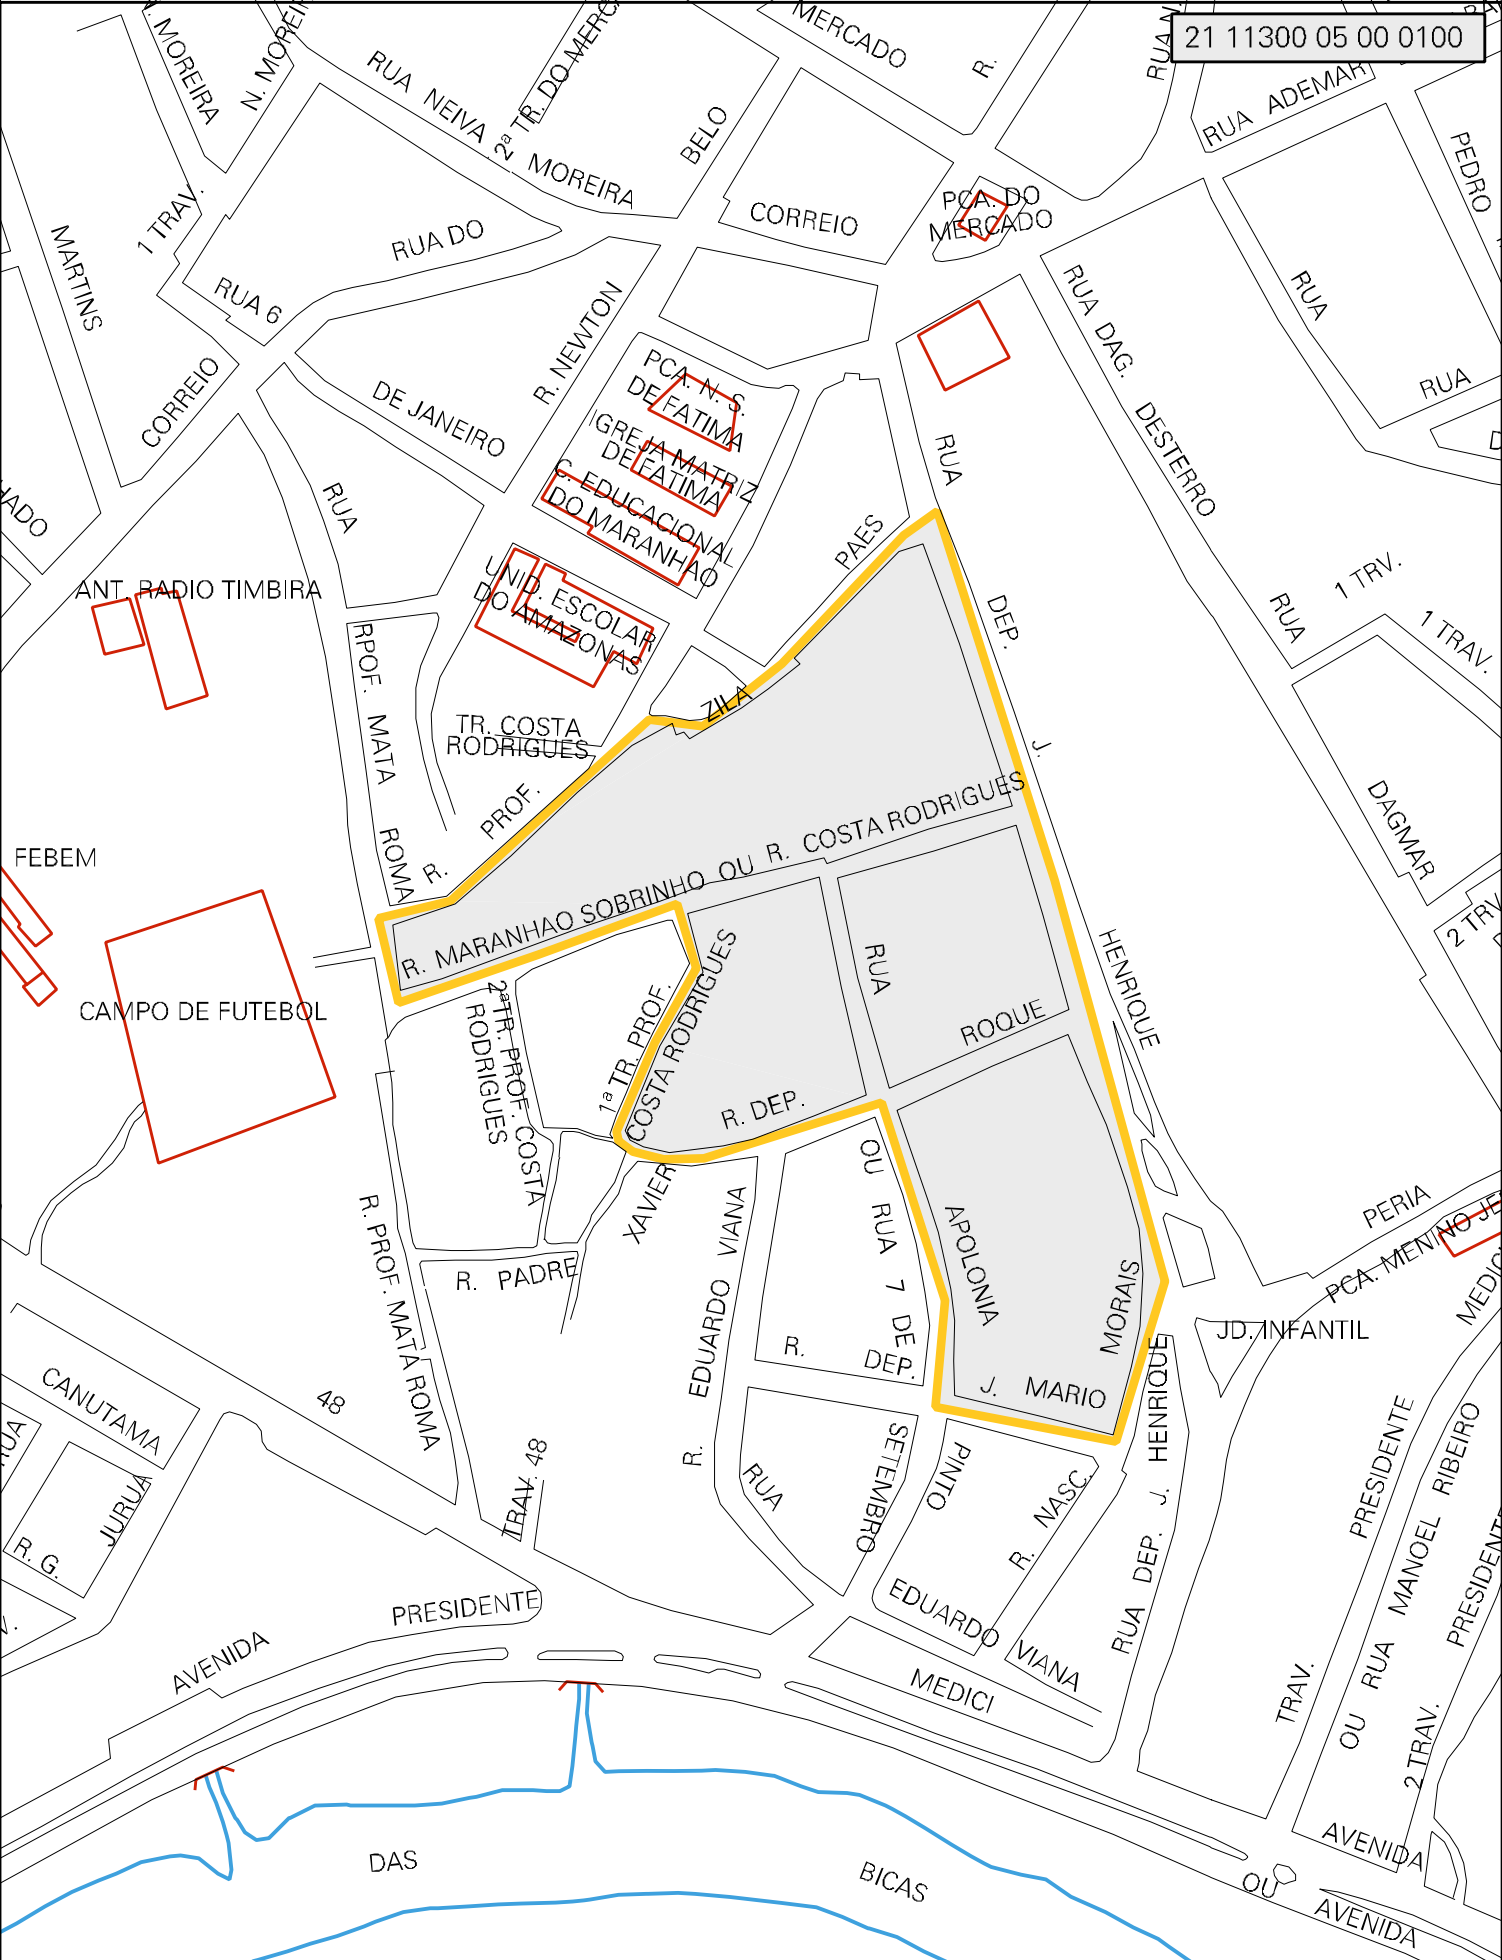 21 11300 05 00 0100
N. MOREIRA
RUA NEIVA MOREIRA
2ª TR. DO
BELO
MERCADO
R.
RUA ADEMAR
PEDRO
MARTINS
1 TRAV.
RUA 6
RUA DO
CORREIO
PCA. DO
MERCADO
RUA DAG.
RUA
RUA
CORREIO
DE JANEIRO
R. NEWTON
PCA. N. S.
DE FATIMA
IGREJA MATRIZ
DE FATIMA
C. EDUCACIONAL
DO MARANHAO
RUA
DESTERRO
RUA
PAES
UNID. ESCOLAR
DO AMAZONAS
ANT. RADIO TIMBIRA
RPOF. MATA ROMA
DEP.
RUA
1 TRV.
1 TRAV.
ZILA
TR. COSTA
RODRIGUES
PROF.
R.
J.
DAGMAR
FEBEM
R. MARANHAO SOBRINHO OU R. COSTA RODRIGUES
2 TRV
CAMPO DE FUTEBOL
2ªTR. PROF. COSTA
RODRIGUES
1ª TR. PROF.
COSTA RODRIGUES
RUA
ROQUE
HENRIQUE
R. DEP.
OU RUA 7 DE
SETEMBRO
XAVIER
R. PADRE
R. PROF. MATA ROMA
R. EDUARDO VIANA
APOLONIA
PINTO
MORAIS
PERIA
PCA. MENINO
JD. INFANTIL
R. DEP.
J. MARIO
HENRIQUE
CANUTAMA
48
JURUA
R. G.
TRAV. 48
RUA
R. NASC.
EDUARDO VIANA
RUA DEP. J.
PRESIDENTE
OU RUA MANOEL RIBEIRO
TRAV.
2 TRAV.
AVENIDA PRESIDENTE
MEDICI
AVENIDA
OU
AVENIDA
DAS
BICAS